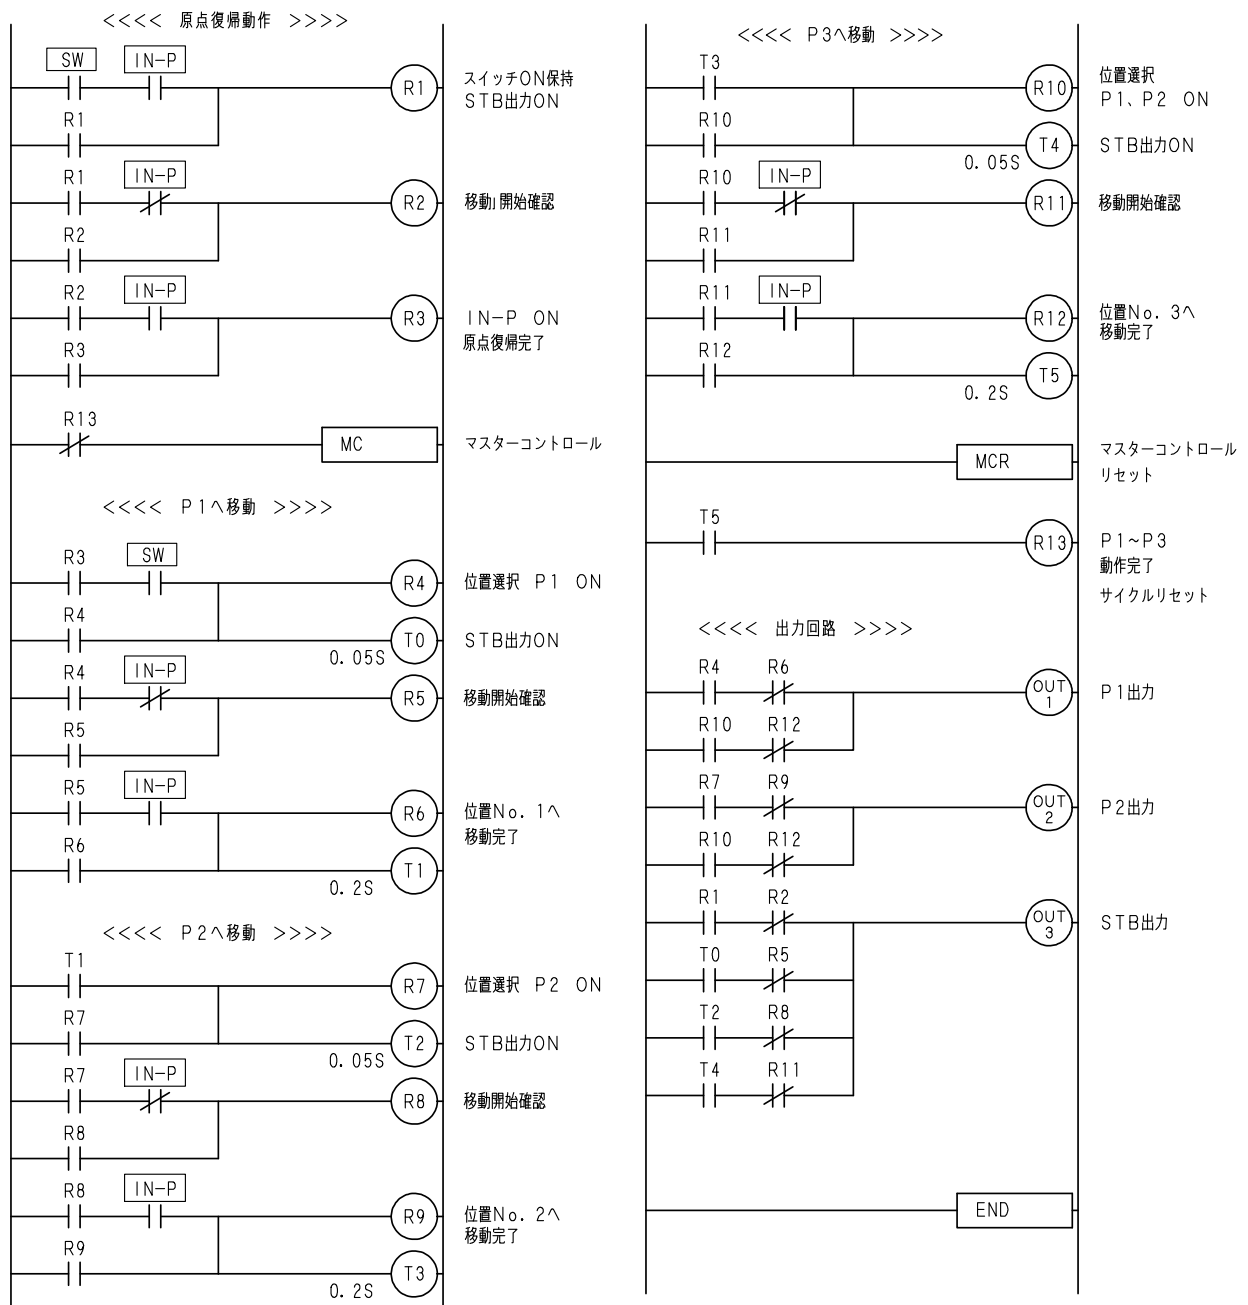 <<<< 原点復帰動作 >>>>
SW IN-P
R1 スイッチON保持
STB出力ON
R1
R1 IN-P
R2 移動」開始確認
R2
R2 IN-P
R3 IN-P ON
原点復帰完了
R3
R13
MC マスターコントロール
<<<< P1へ移動 >>>>
R3 SW
R4 位置選択 P1 ON
R4
T0 STB出力ON
0.05S
R4 IN-P
R5 移動開始確認
R5
R5 IN-P
R6 位置No.1へ
移動完了
R6
T1
0.2S
<<<< P2へ移動 >>>>
T1
R7 位置選択 P2 ON
R7
T2 STB出力ON
0.05S
R7 IN-P
R8 移動開始確認
R8
R8 IN-P
R9 位置No.2へ
移動完了
R9
T3
0.2S
<<<< P3へ移動 >>>>
T3
R10 位置選択
P1、P2 ON
R10
T4 STB出力ON
0.05S
R10 IN-P
R11 移動開始確認
R11
R11 IN-P
R12 位置No.3へ
移動完了
R12
T5
0.2S
MCR マスターコントロール
リセット
T5
R13 P1~P3
動作完了
サイクルリセット
<<<< 出力回路 >>>>
R4 R6
OUT 1 P1出力
R10 R12
R7 R9
OUT 2 P2出力
R10 R12
R1 R2
OUT 3 STB出力
T0 R5
T2 R8
T4 R11
END